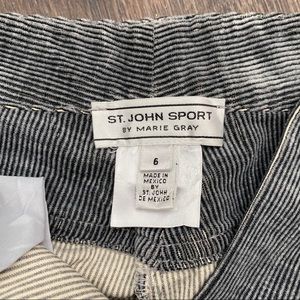 ST. JOHN SPORT
BY MARIE GRAY
6
MADE IN
MEXICO
BY
ST. JOHN
DE MEXICO